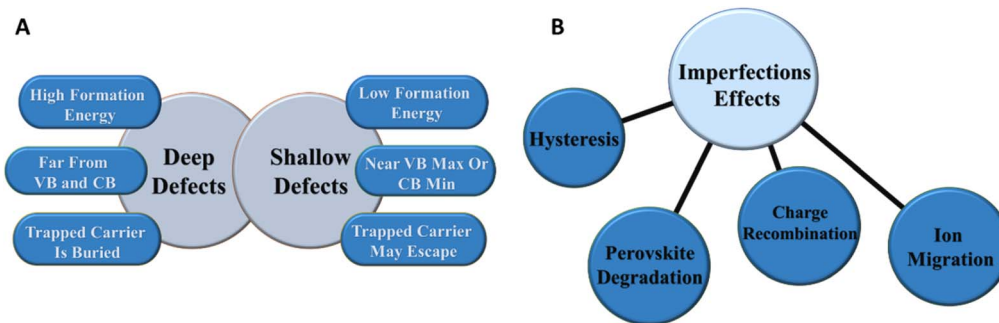 A
High Formation
Energy
Far From
VB and CB
Trapped Carrier
Is Buried
Deep
Defects
Shallow
Defects
Low Formation
Energy
Near VB Max Or
CB Min
Trapped Carrier
May Escape
B
Imperfections
Effects
Hysteresis
Perovskite
Degradation
Charge
Recombination
Ion
Migration